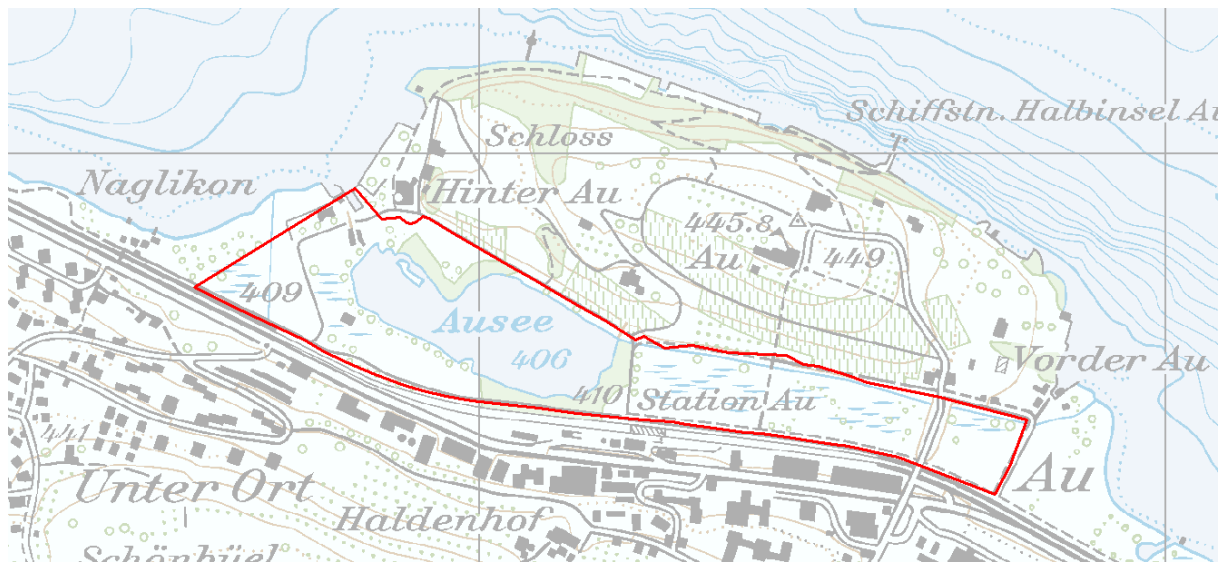 Schiffstn. Halbinsel Au
Schloss
Naglikon
Hinter Au
445.8
Au
449
409
Ausee
406
Vorder Au
410
Station Au
441
Unter Ort
Au
Haldenhof
Schönbüel